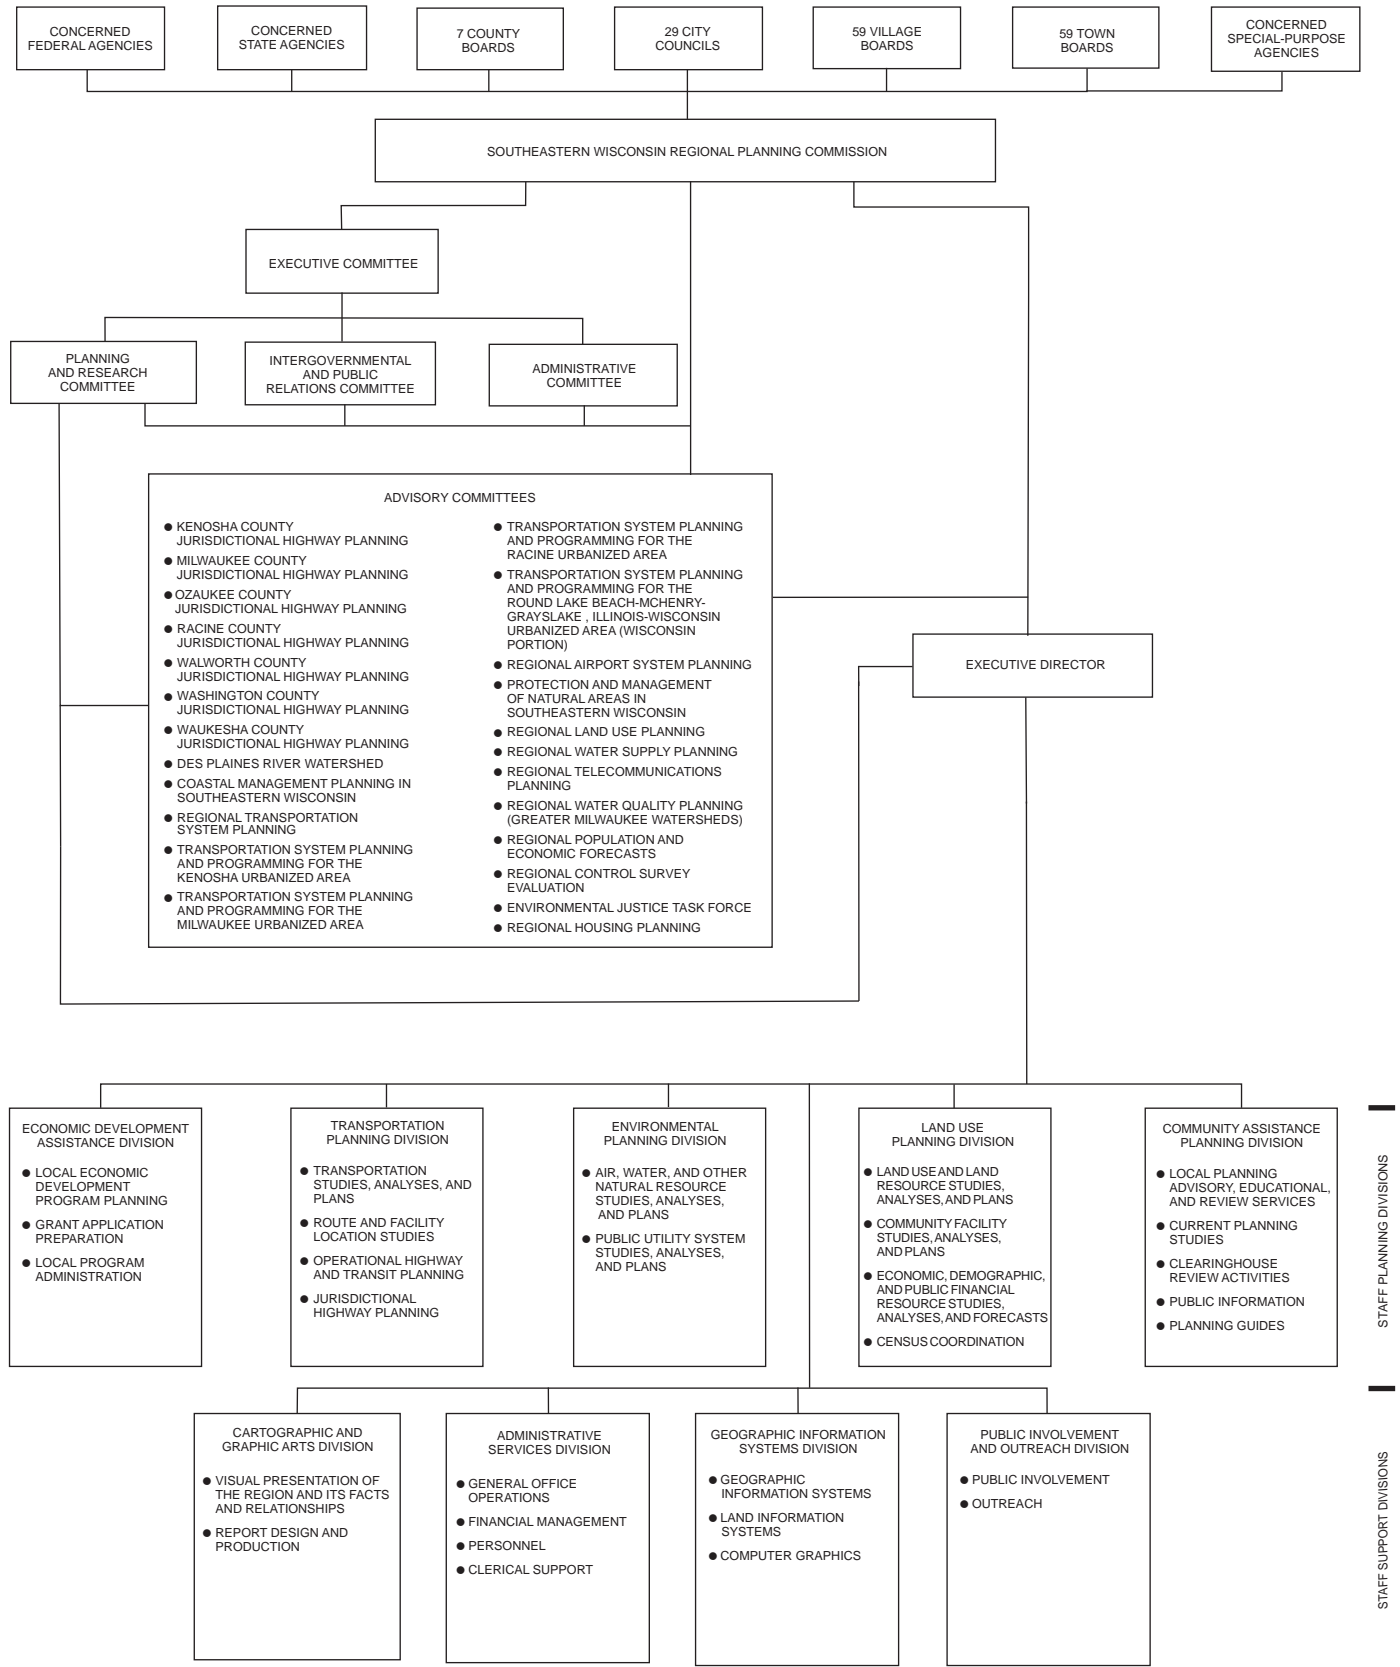 CONCERNED
FEDERAL AGENCIES
CONCERNED
STATE AGENCIES
7 COUNTY
BOARDS
29 CITY
COUNCILS
59 VILLAGE
BOARDS
59 TOWN
BOARDS
CONCERNED
SPECIAL-PURPOSE
AGENCIES
SOUTHEASTERN WISCONSIN REGIONAL PLANNING COMMISSION
EXECUTIVE COMMITTEE
PLANNING
AND RESEARCH
COMMITTEE
INTERGOVERNMENTAL
AND PUBLIC
RELATIONS COMMITTEE
ADMINISTRATIVE
COMMITTEE
ADVISORY COMMITTEES
● KENOSHA COUNTY
JURISDICTIONAL HIGHWAY PLANNING
● MILWAUKEE COUNTY
JURISDICTIONAL HIGHWAY PLANNING
● OZAUKEE COUNTY
JURISDICTIONAL HIGHWAY PLANNING
● RACINE COUNTY
JURISDICTIONAL HIGHWAY PLANNING
● WALWORTH COUNTY
JURISDICTIONAL HIGHWAY PLANNING
● WASHINGTON COUNTY
JURISDICTIONAL HIGHWAY PLANNING
● WAUKESHA COUNTY
JURISDICTIONAL HIGHWAY PLANNING
● DES PLAINES RIVER WATERSHED
● COASTAL MANAGEMENT PLANNING IN
SOUTHEASTERN WISCONSIN
● REGIONAL TRANSPORTATION
SYSTEM PLANNING
● TRANSPORTATION SYSTEM PLANNING
AND PROGRAMMING FOR THE
KENOSHA URBANIZED AREA
● TRANSPORTATION SYSTEM PLANNING
AND PROGRAMMING FOR THE
MILWAUKEE URBANIZED AREA
● TRANSPORTATION SYSTEM PLANNING
AND PROGRAMMING FOR THE
RACINE URBANIZED AREA
● TRANSPORTATION SYSTEM PLANNING
AND PROGRAMMING FOR THE
ROUND LAKE BEACH-MCHENRY-
GRAYSLAKE , ILLINOIS-WISCONSIN
URBANIZED AREA (WISCONSIN
PORTION)
● REGIONAL AIRPORT SYSTEM PLANNING
● PROTECTION AND MANAGEMENT
OF NATURAL AREAS IN
SOUTHEASTERN WISCONSIN
● REGIONAL LAND USE PLANNING
● REGIONAL WATER SUPPLY PLANNING
● REGIONAL TELECOMMUNICATIONS
PLANNING
● REGIONAL WATER QUALITY PLANNING
(GREATER MILWAUKEE WATERSHEDS)
● REGIONAL POPULATION AND
ECONOMIC FORECASTS
● REGIONAL CONTROL SURVEY
EVALUATION
● ENVIRONMENTAL JUSTICE TASK FORCE
● REGIONAL HOUSING PLANNING
EXECUTIVE DIRECTOR
ECONOMIC DEVELOPMENT
ASSISTANCE DIVISION
● LOCAL ECONOMIC
DEVELOPMENT
PROGRAM PLANNING
● GRANT APPLICATION
PREPARATION
● LOCAL PROGRAM
ADMINISTRATION
TRANSPORTATION
PLANNING DIVISION
● TRANSPORTATION
STUDIES, ANALYSES, AND
PLANS
● ROUTE AND FACILITY
LOCATION STUDIES
● OPERATIONAL HIGHWAY
AND TRANSIT PLANNING
● JURISDICTIONAL
HIGHWAY PLANNING
ENVIRONMENTAL
PLANNING DIVISION
● AIR, WATER, AND OTHER
NATURAL RESOURCE
STUDIES, ANALYSES,
AND PLANS
● PUBLIC UTILITY SYSTEM
STUDIES, ANALYSES,
AND PLANS
LAND USE
PLANNING DIVISION
● LAND USE AND LAND
RESOURCE STUDIES,
ANALYSES, AND PLANS
● COMMUNITY FACILITY
STUDIES, ANALYSES,
AND PLANS
● ECONOMIC, DEMOGRAPHIC,
AND PUBLIC FINANCIAL
RESOURCE STUDIES,
ANALYSES, AND FORECASTS
● CENSUS COORDINATION
COMMUNITY ASSISTANCE
PLANNING DIVISION
● LOCAL PLANNING
ADVISORY, EDUCATIONAL,
AND REVIEW SERVICES
● CURRENT PLANNING
STUDIES
● CLEARINGHOUSE
REVIEW ACTIVITIES
● PUBLIC INFORMATION
● PLANNING GUIDES
STAFF PLANNING DIVISIONS
CARTOGRAPHIC AND
GRAPHIC ARTS DIVISION
● VISUAL PRESENTATION OF
THE REGION AND ITS FACTS
AND RELATIONSHIPS
● REPORT DESIGN AND
PRODUCTION
ADMINISTRATIVE
SERVICES DIVISION
● GENERAL OFFICE
OPERATIONS
● FINANCIAL MANAGEMENT
● PERSONNEL
● CLERICAL SUPPORT
GEOGRAPHIC INFORMATION
SYSTEMS DIVISION
● GEOGRAPHIC
INFORMATION SYSTEMS
● LAND INFORMATION
SYSTEMS
● COMPUTER GRAPHICS
PUBLIC INVOLVEMENT
AND OUTREACH DIVISION
● PUBLIC INVOLVEMENT
● OUTREACH
STAFF SUPPORT DIVISIONS